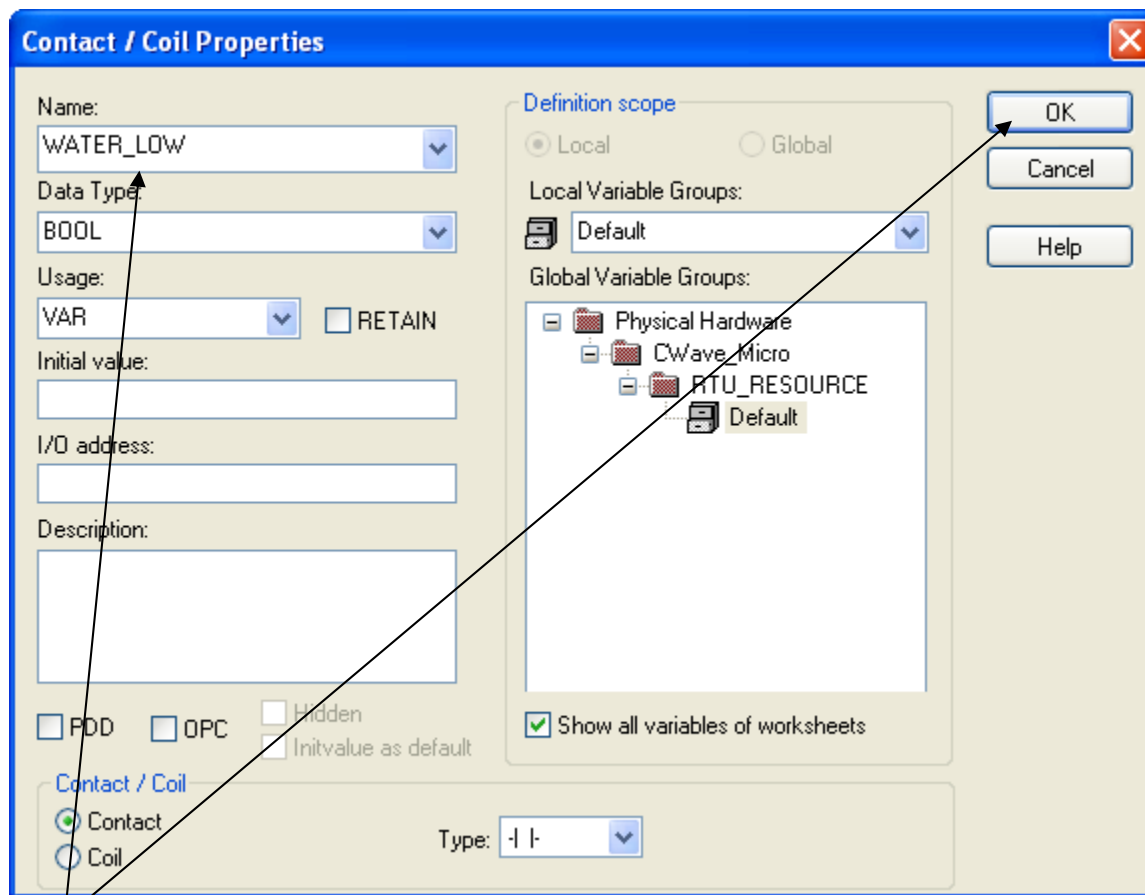 Contact / Coil Properties
Name:
WATER_LOW
Data Type:
BOOL
Usage:
VAR
RETAIN
Initial value:
I/O address:
Description:
PDD
OPC
Hidden
Initvalue as default
Definition scope
Local
Global
Local Variable Groups:
Default
Global Variable Groups:
Physical Hardware
CWave_Micro
RTU_RESOURCE
Default
Show all variables of worksheets
OK
Cancel
Help
Contact / Coil
Contact
Coil
Type: -| |-